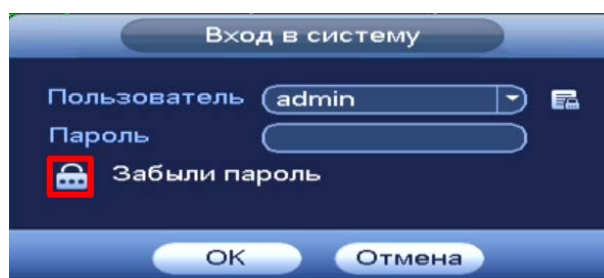 Вход в систему
Пользователь admin
Пароль
Забыли пароль
OK Отмена